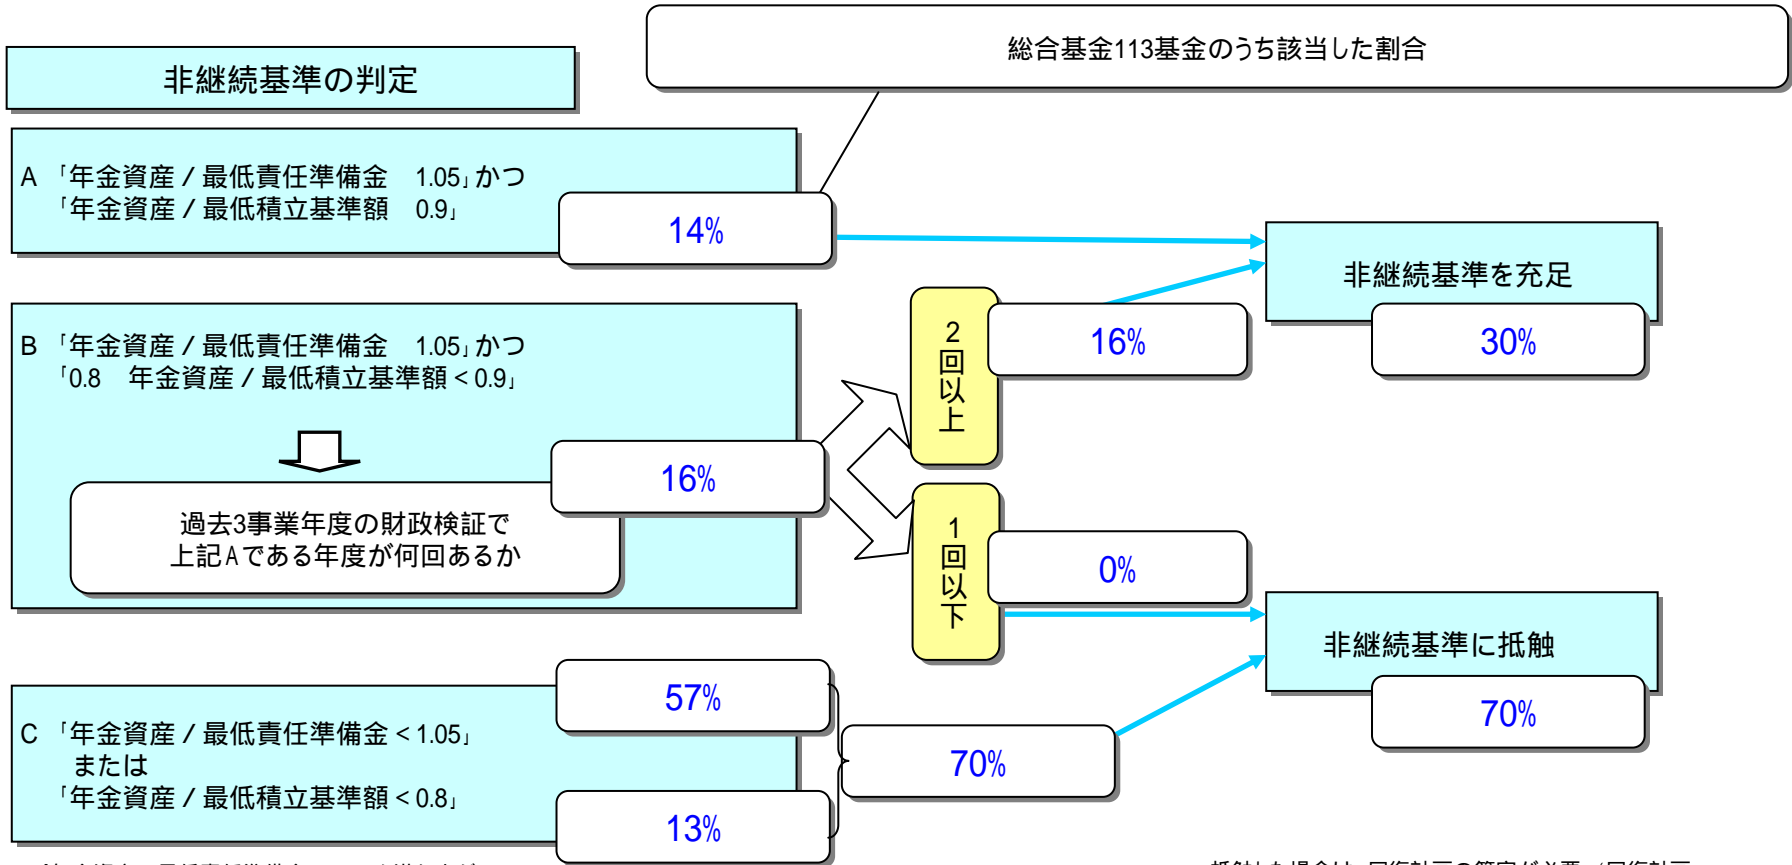 総合基金113基金のうち該当した割合
非継続基準の判定
A 「年金資産／最低責任準備金　1.05」かつ
「年金資産／最低積立基準額　0.9」
14%
非継続基準を充足
30%
B 「年金資産／最低責任準備金　1.05」かつ
「0.8　年金資産／最低積立基準額＜0.9」
16%
過去3事業年度の財政検証で
上記Aである年度が何回あるか
2回以上
16%
1回以下
0%
非継続基準に抵触
70%
C 「年金資産／最低責任準備金＜1.05」
または
「年金資産／最低積立基準額＜0.8」
57%
13%
70%